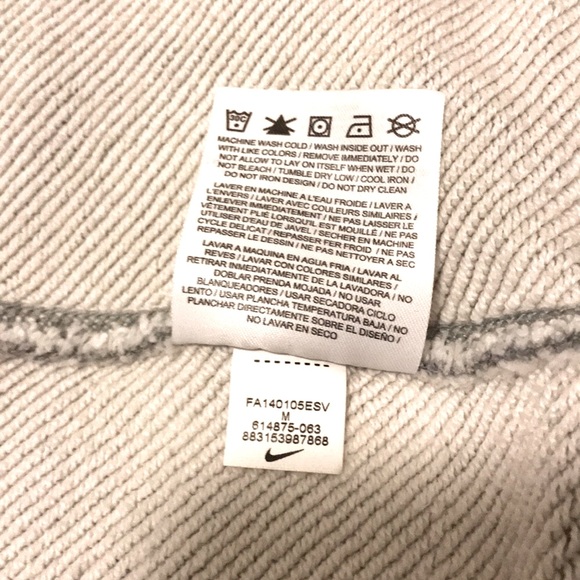 30C
MACHINE WASH COLD / WASH INSIDE OUT / WASH
WITH LIKE COLORS / REMOVE IMMEDIATELY / DO
NOT ALLOW TO LAY ON ITSELF WHEN WET / DO
NOT BLEACH / TUMBLE DRY LOW / COOL IRON /
DO NOT IRON DESIGN / DO NOT DRY CLEAN
LAVER EN MACHINE A L'EAU FROIDE / LAVER A
L'ENVERS / LAVER AVEC COULEURS SIMILAIRES /
ENLEVER IMMEDIATEMENT / NE PAS LAISSER LE
VÊTEMENT PLIE LORSQU'IL EST MOUILLÉ / NE PAS
UTILISER D'EAU DE JAVEL / SECHER EN MACHINE
CYCLE DELICAT / REPASSER FER FROID / NE PAS
REPASSER LE DESSIN / NE PAS NETTOYER A SEC
LAVAR A MAQUINA EN AGUA FRIA / LAVAR AL
REVES / LAVAR CON COLORES SIMILARES /
RETIRAR INMEDIATAMENTE DE LA LAVADORA / NO
DOBLAR PRENDA MOJADA / NO USAR
BLANQUEADORES / USAR SECADORA CICLO
LENTO / USAR PLANCHA TEMPERATURA BAJA / NO
PLANCHAR DIRECTAMENTE SOBRE EL DISEÑO /
NO LAVAR EN SECO
FA140105ESV
M
614875-063
883153987868